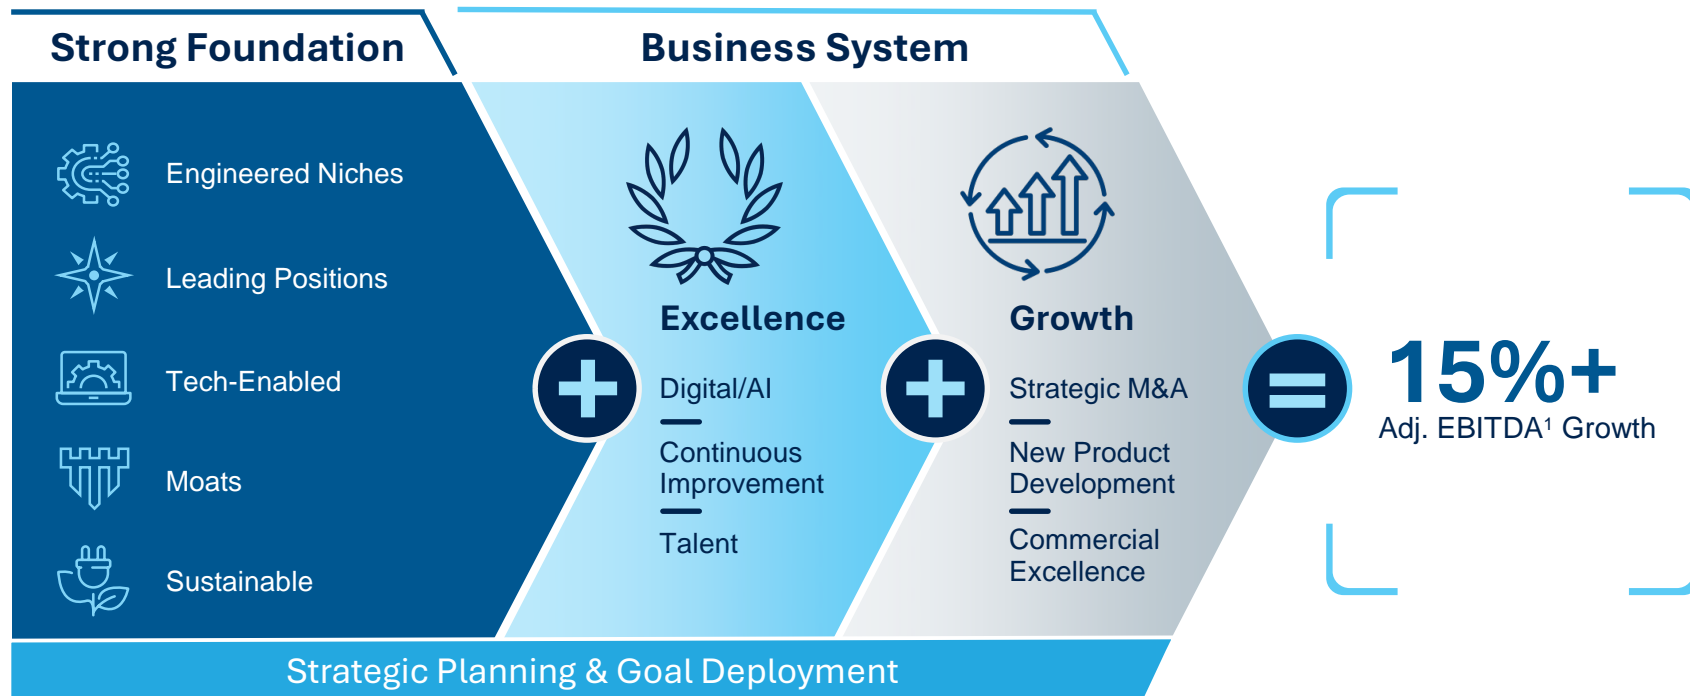 Strong Foundation
Business System
Engineered Niches
Leading Positions
Tech-Enabled
Moats
Sustainable
Excellence
Digital/AI
Continuous
Improvement
Talent
Growth
Strategic M&A
New Product
Development
Commercial
Excellence
15%+
Adj. EBITDA¹ Growth
Strategic Planning & Goal Deployment